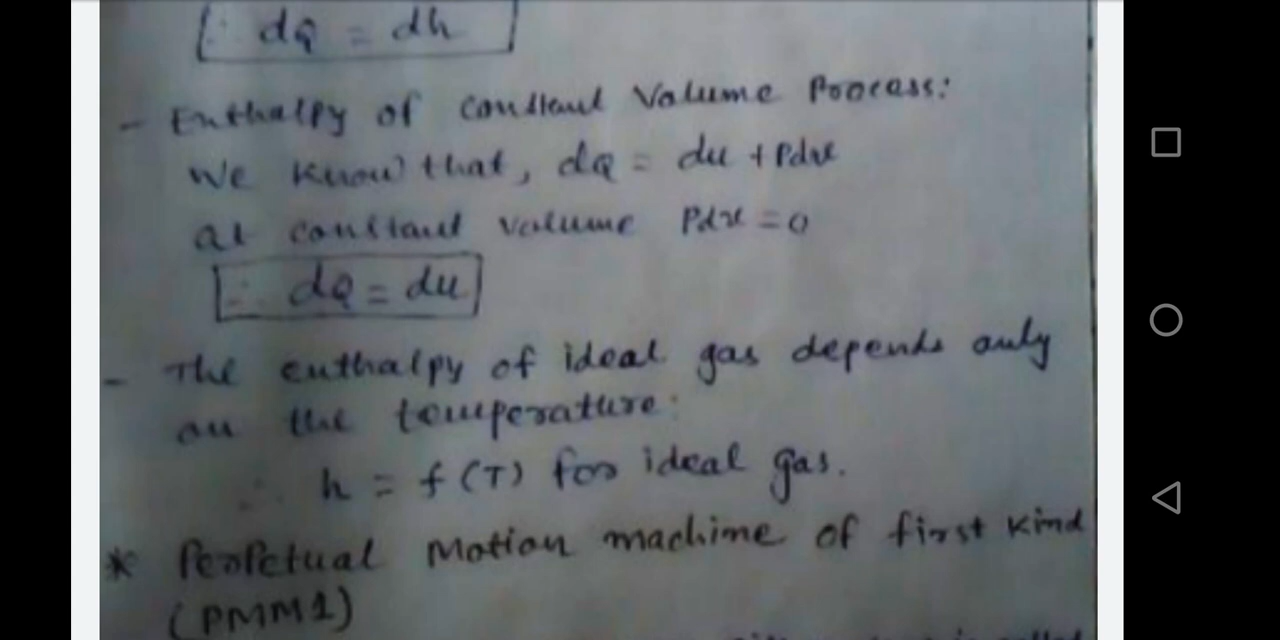 ∴ dQ = dh
- Enthalpy of constant volume Process:
We know that, dQ = du + Pdv
at constant volume Pdv = 0
∴ dQ = du
- The enthalpy of ideal gas depends only
on the temperature:
∴ h = f(T) for ideal gas.
* Perpetual Motion machine of first kind
(PMM1)